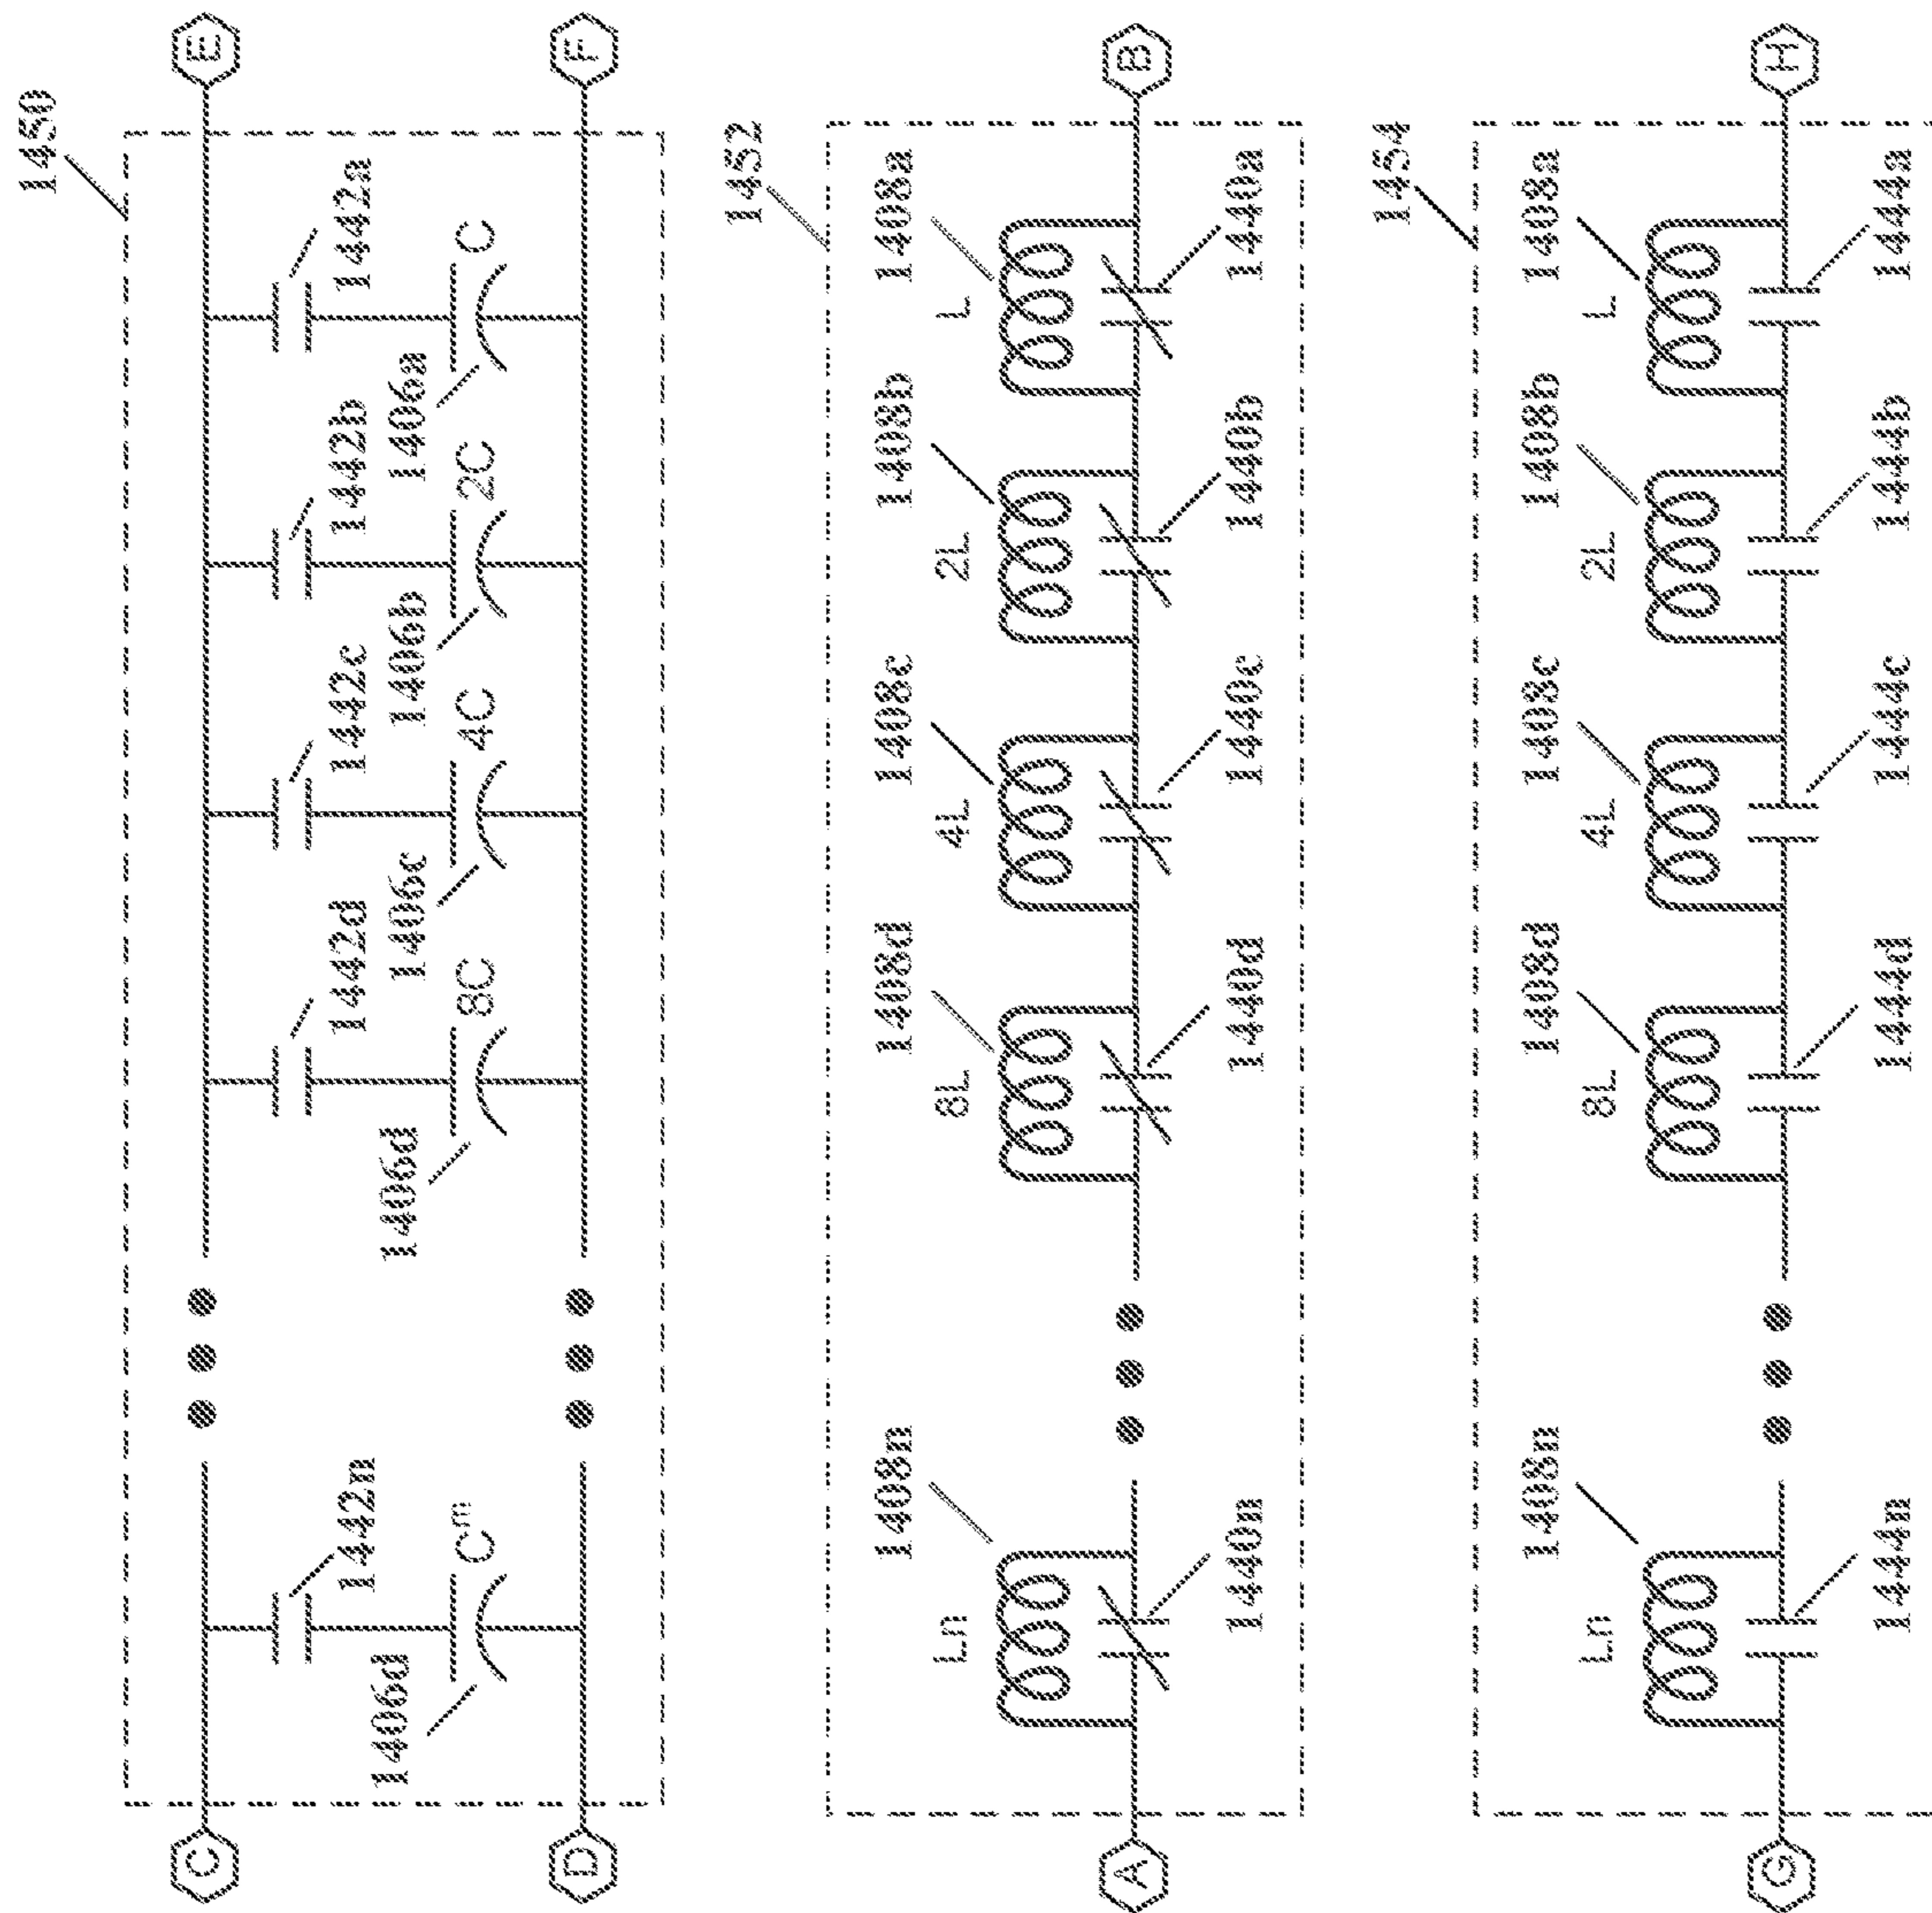 1450
C
E
1442n
1442d
1442c
1442b
1442a
1406d
1406d
1406c
1406b
1406a
Cᵐ
8C
4C
2C
C
D
F
1452
1408n
1408d
1408c
1408b
1408a
Ln
8L
4L
2L
L
A
B
1440n
1440d
1440c
1440b
1440a
1454
1408n
1408d
1408c
1408b
1408a
Ln
8L
4L
2L
L
G
H
1444n
1444d
1444c
1444b
1444a